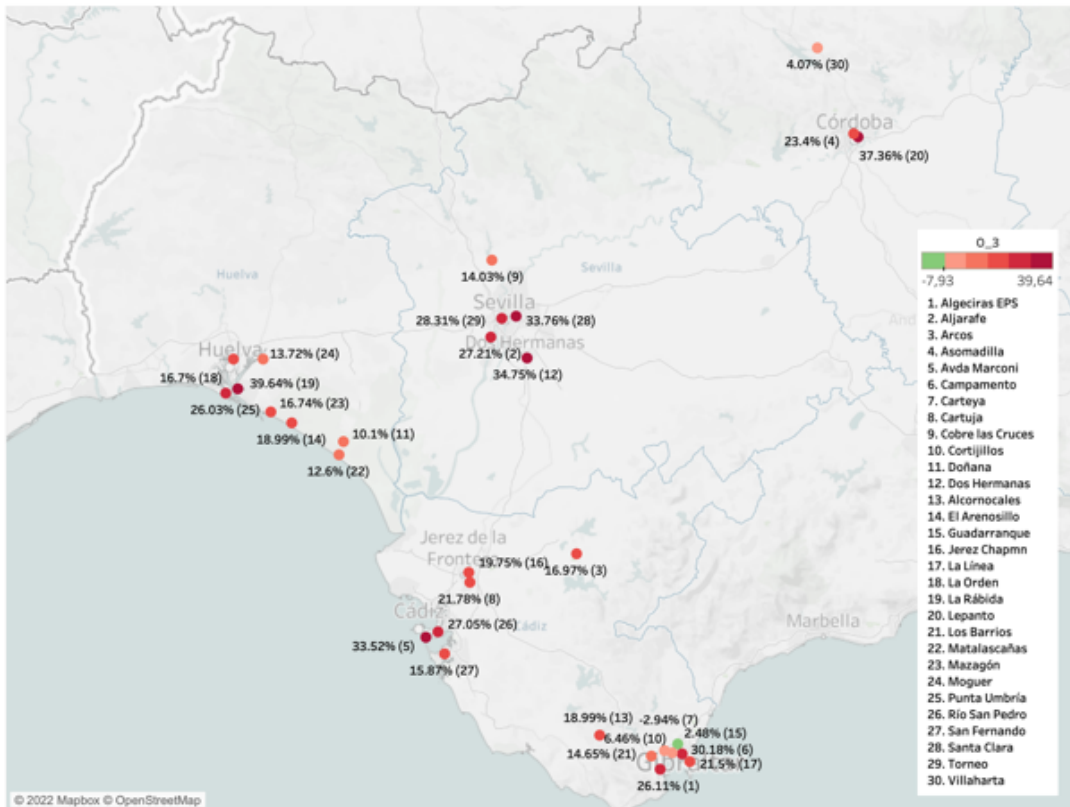 4.07% (30)
Córdoba
23.4% (4)
37.36% (20)
O_3
-7,93 39,64
Huelva
Sevilla
14.03% (9)
Sevilla
28.31% (29)
33.76% (28)
Dos Hermanas
27.21% (2)
34.75% (12)
Huelva
13.72% (24)
16.7% (18)
39.64% (19)
26.03% (25)
16.74% (23)
18.99% (14)
10.1% (11)
12.6% (22)
Jerez de la
Frontera
19.75% (16)
16.97% (3)
21.78% (8)
Cádiz
27.05% (26)
Cádiz
33.52% (5)
15.87% (27)
Marbella
18.99% (13)
-2.94% (7)
2.48% (15)
6.46% (10)
30.18% (6)
14.65% (21)
Gibraltar
21.5% (17)
26.11% (1)
1. Algeciras EPS
2. Aljarafe
3. Arcos
4. Asomadilla
5. Avda Marconi
6. Campamento
7. Carteya
8. Cartuja
9. Cobre las Cruces
10. Cortijillos
11. Doñana
12. Dos Hermanas
13. Alcornocales
14. El Arenosillo
15. Guadarranque
16. Jerez Chapmn
17. La Línea
18. La Orden
19. La Rábida
20. Lepanto
21. Los Barrios
22. Matalascañas
23. Mazagón
24. Moguer
25. Punta Umbría
26. Río San Pedro
27. San Fernando
28. Santa Clara
29. Torneo
30. Villaharta
© 2022 Mapbox © OpenStreetMap